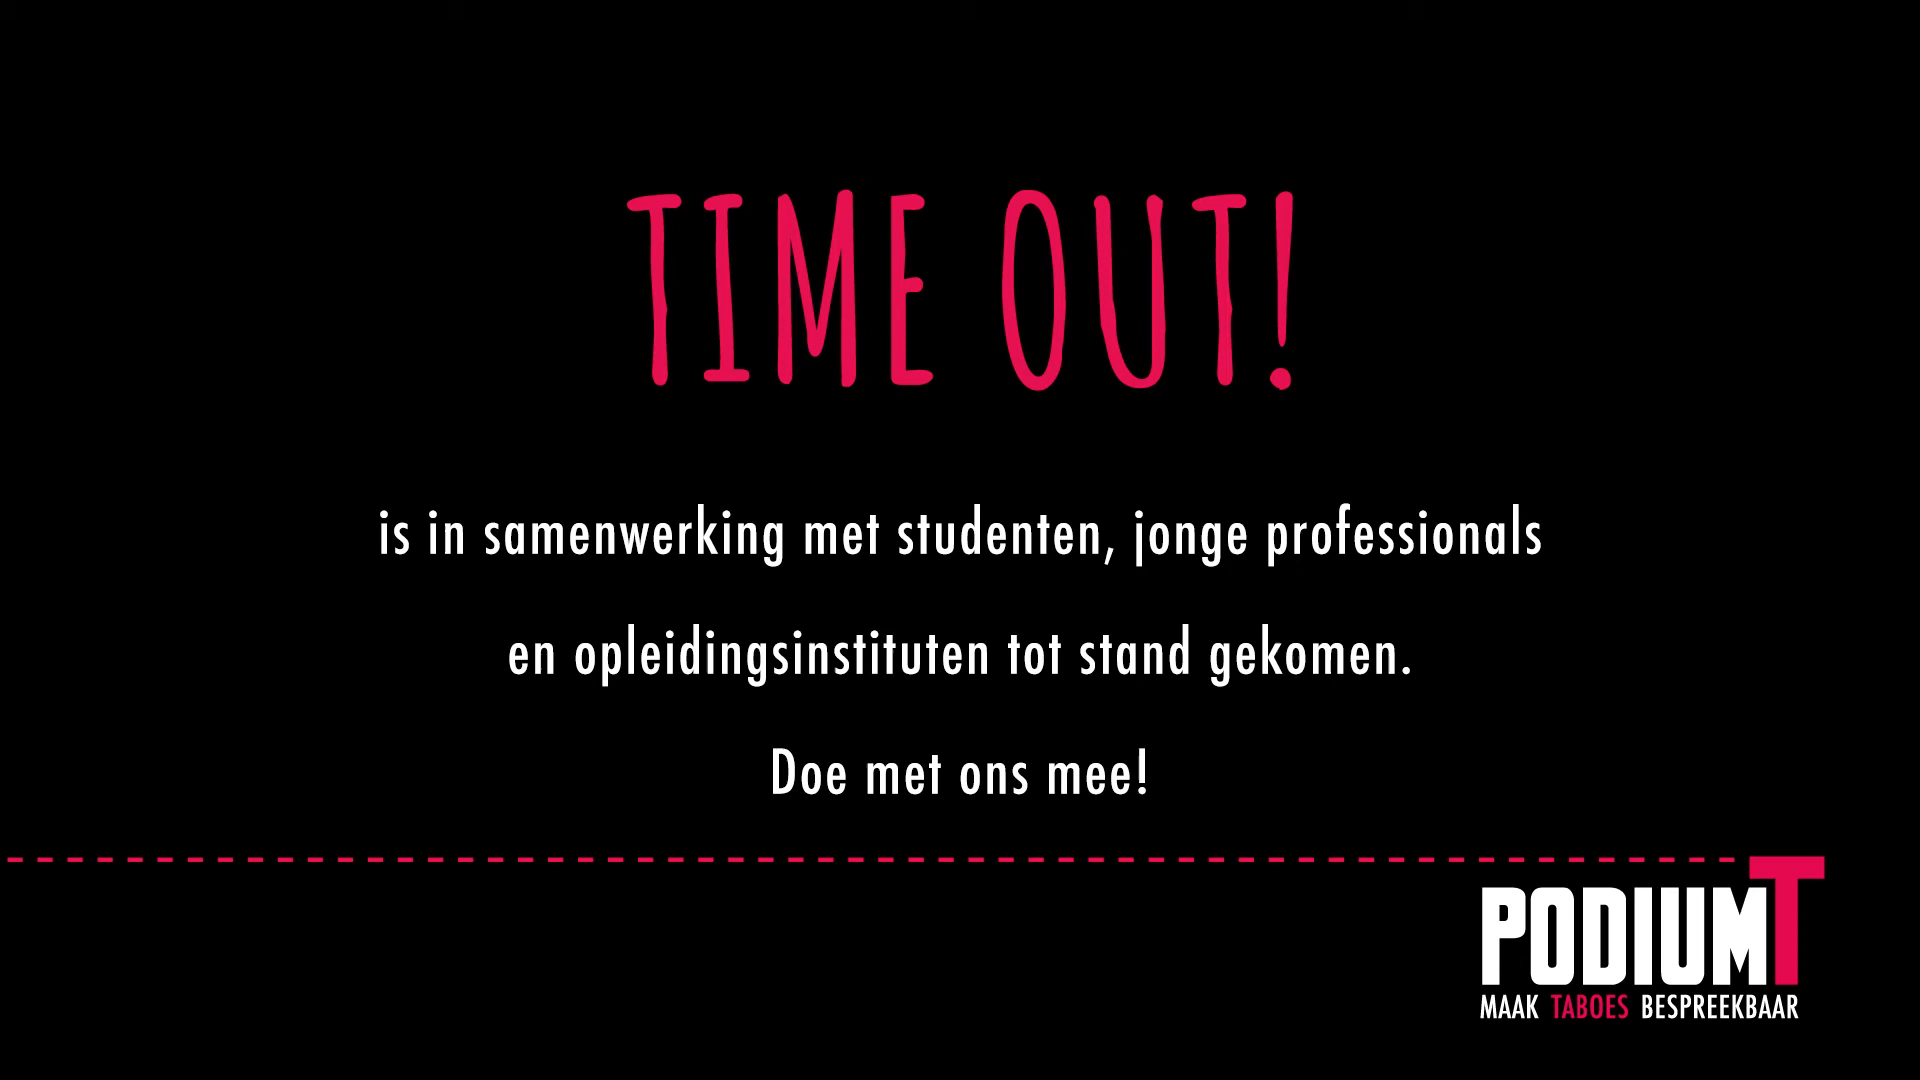 TIME OUT!
is in samenwerking met studenten, jonge professionals
en opleidingsinstituten tot stand gekomen.
Doe met ons mee!
PODIUMT
MAAK TABOES BESPREEKBAAR